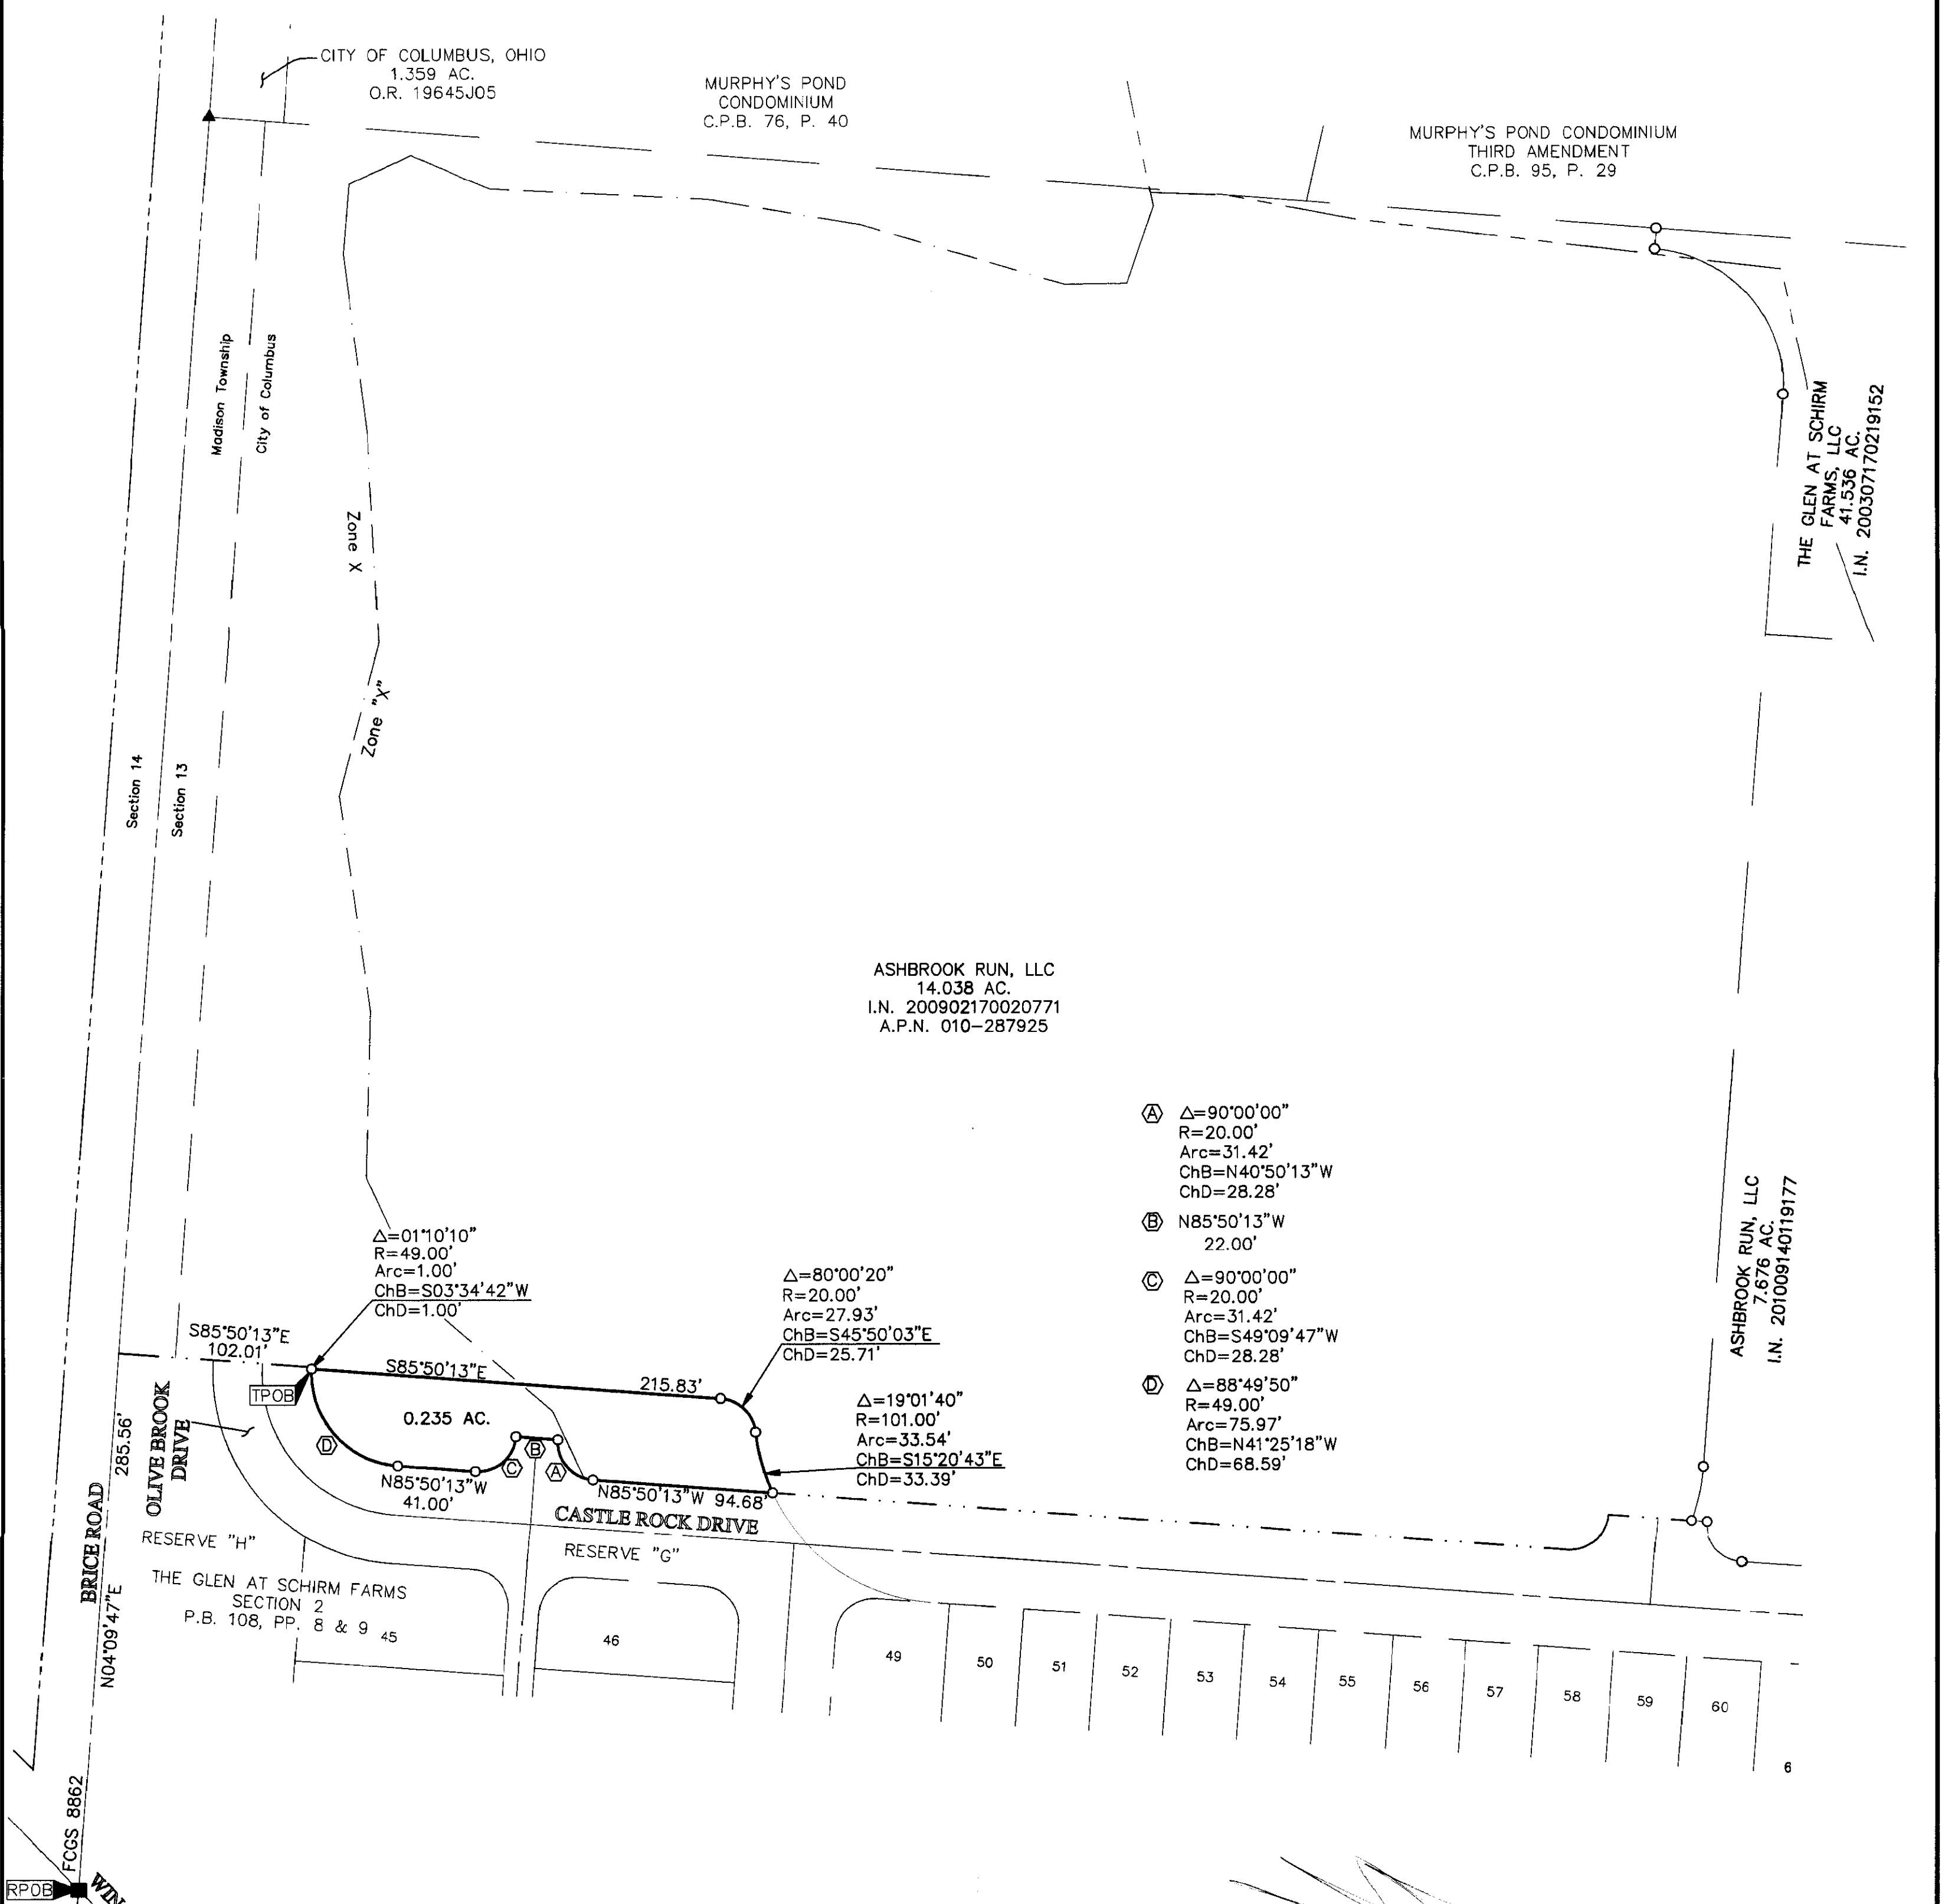 CITY OF COLUMBUS, OHIO
1.359 AC.
O.R. 19645J05
MURPHY'S POND
CONDOMINIUM
C.P.B. 76, P. 40
MURPHY'S POND CONDOMINIUM
THIRD AMENDMENT
C.P.B. 95, P. 29
Madison Township
City of Columbus
Zone X
Zone "X"
Section 14
Section 13
THE GLEN AT SCHIRM
FARMS, LLC
41.536 AC.
I.N. 200307170219152
ASHBROOK RUN, LLC
14.038 AC.
I.N. 200902170020771
A.P.N. 010-287925
A
Δ=90°00'00"
R=20.00'
Arc=31.42'
ChB=N40°50'13"W
ChD=28.28'
B
N85°50'13"W
22.00'
C
Δ=90°00'00"
R=20.00'
Arc=31.42'
ChB=S49°09'47"W
ChD=28.28'
D
Δ=88°49'50"
R=49.00'
Arc=75.97'
ChB=N41°25'18"W
ChD=68.59'
ASHBROOK RUN, LLC
7.676 AC.
I.N. 201009140119177
Δ=01°10'10"
R=49.00'
Arc=1.00'
ChB=S03°34'42"W
ChD=1.00'
Δ=80°00'20"
R=20.00'
Arc=27.93'
ChB=S45°50'03"E
ChD=25.71'
Δ=19°01'40"
R=101.00'
Arc=33.54'
ChB=S15°20'43"E
ChD=33.39'
S85°50'13"E
102.01'
TPOB
S85°50'13"E
215.83'
0.235 AC.
D
C
B
A
N85°50'13"W
41.00'
N85°50'13"W 94.68'
CASTLE ROCK DRIVE
OLIVE BROOK
DRIVE
285.56'
BRICE ROAD
N04°09'47"E
RESERVE "H"
RESERVE "G"
THE GLEN AT SCHIRM FARMS
SECTION 2
P.B. 108, PP. 8 & 9
45
46
49
50
51
52
53
54
55
56
57
58
59
60
6
FCGS 8862
RPOB